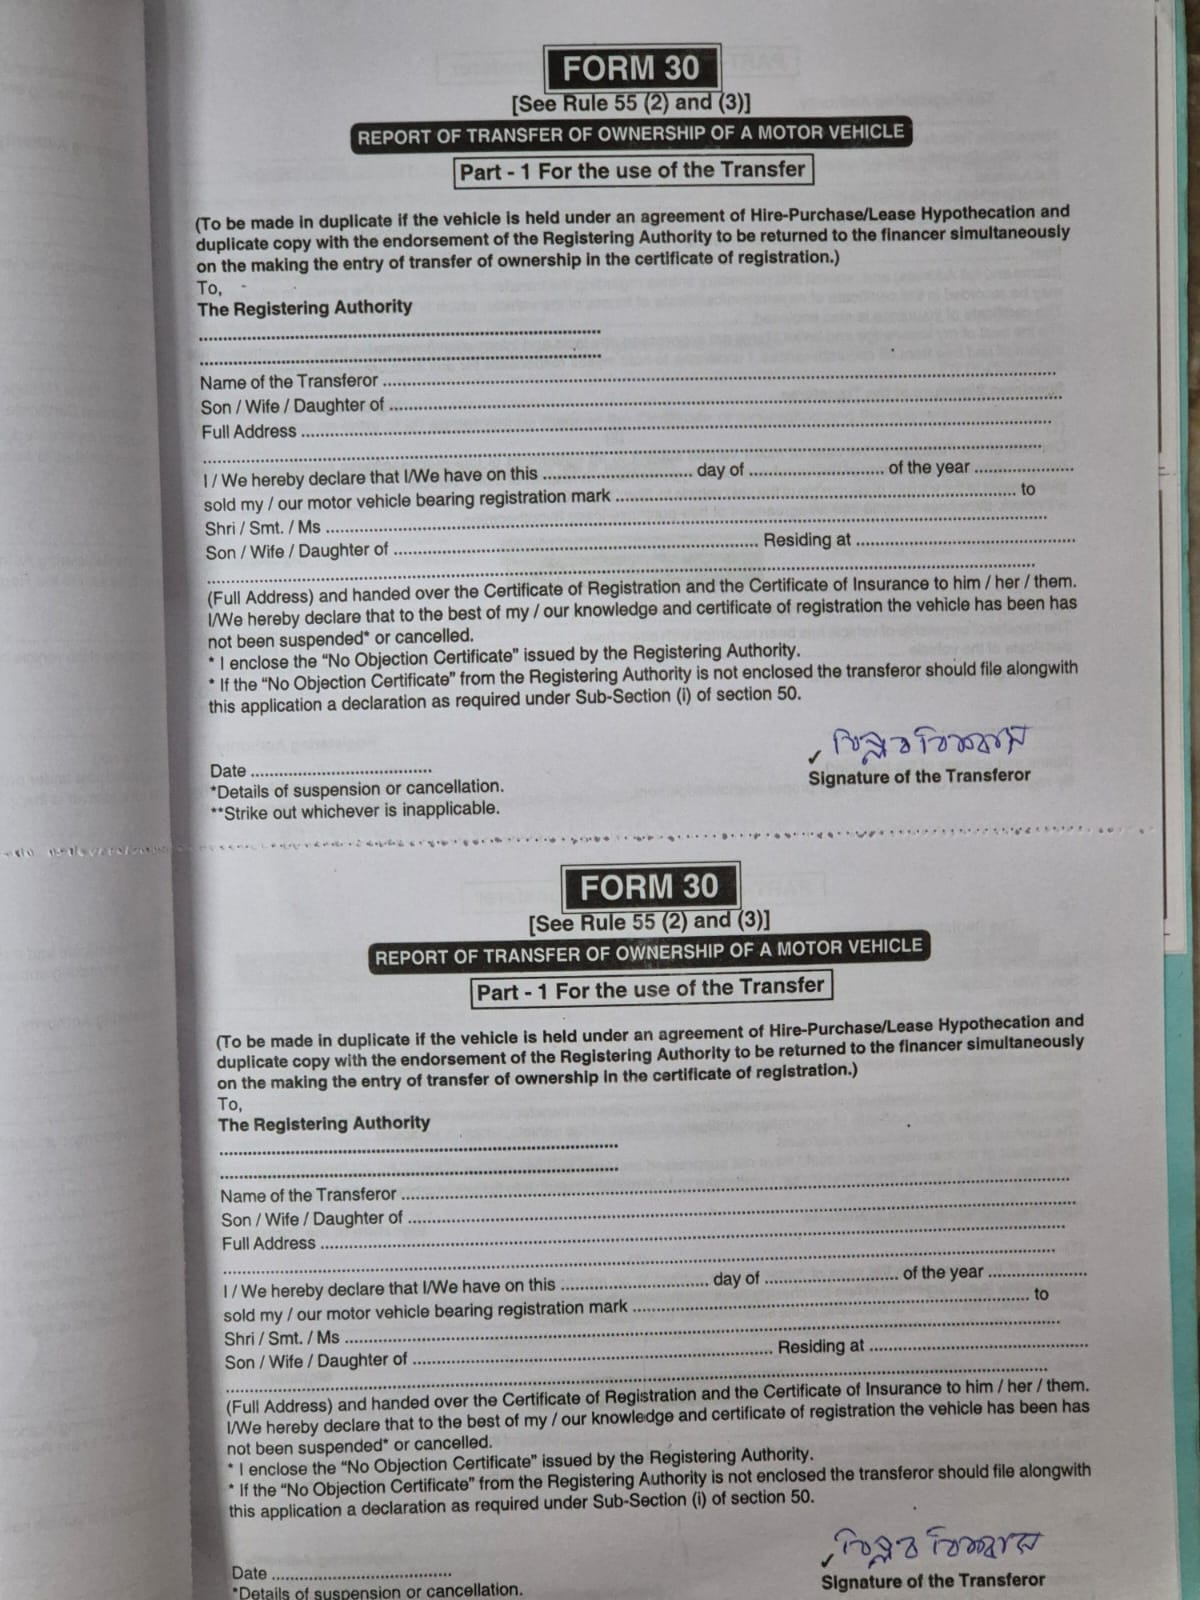 FORM 30
[See Rule 55 (2) and (3)]
REPORT OF TRANSFER OF OWNERSHIP OF A MOTOR VEHICLE
Part - 1 For the use of the Transfer
(To be made in duplicate if the vehicle is held under an agreement of Hire-Purchase/Lease Hypothecation and
duplicate copy with the endorsement of the Registering Authority to be returned to the financer simultaneously
on the making the entry of transfer of ownership in the certificate of registration.)
To,
The Registering Authority
Name of the Transferor
Son / Wife / Daughter of
Full Address
I / We hereby declare that I/We have on this ............ day of ............ of the year ............
sold my / our motor vehicle bearing registration mark ............ to
Shri / Smt. / Ms
Son / Wife / Daughter of ............ Residing at ............
(Full Address) and handed over the Certificate of Registration and the Certificate of Insurance to him / her / them.
I/We hereby declare that to the best of my / our knowledge and certificate of registration the vehicle has been has
not been suspended* or cancelled.
* I enclose the “No Objection Certificate” issued by the Registering Authority.
* If the “No Objection Certificate” from the Registering Authority is not enclosed the transferor should file alongwith
this application a declaration as required under Sub-Section (i) of section 50.
বিপ্লব বিশ্বাস
Date ............
Signature of the Transferor
*Details of suspension or cancellation.
**Strike out whichever is inapplicable.
FORM 30
[See Rule 55 (2) and (3)]
REPORT OF TRANSFER OF OWNERSHIP OF A MOTOR VEHICLE
Part - 1 For the use of the Transfer
(To be made in duplicate if the vehicle is held under an agreement of Hire-Purchase/Lease Hypothecation and
duplicate copy with the endorsement of the Registering Authority to be returned to the financer simultaneously
on the making the entry of transfer of ownership in the certificate of registration.)
To,
The Registering Authority
Name of the Transferor
Son / Wife / Daughter of
Full Address
I / We hereby declare that I/We have on this ............ day of ............ of the year ............
sold my / our motor vehicle bearing registration mark ............ to
Shri / Smt. / Ms
Son / Wife / Daughter of ............ Residing at ............
(Full Address) and handed over the Certificate of Registration and the Certificate of Insurance to him / her / them.
I/We hereby declare that to the best of my / our knowledge and certificate of registration the vehicle has been has
not been suspended* or cancelled.
* I enclose the “No Objection Certificate” issued by the Registering Authority.
* If the “No Objection Certificate” from the Registering Authority is not enclosed the transferor should file alongwith
this application a declaration as required under Sub-Section (i) of section 50.
বিপ্লব বিশ্বাস
Date ............
Signature of the Transferor
*Details of suspension or cancellation.